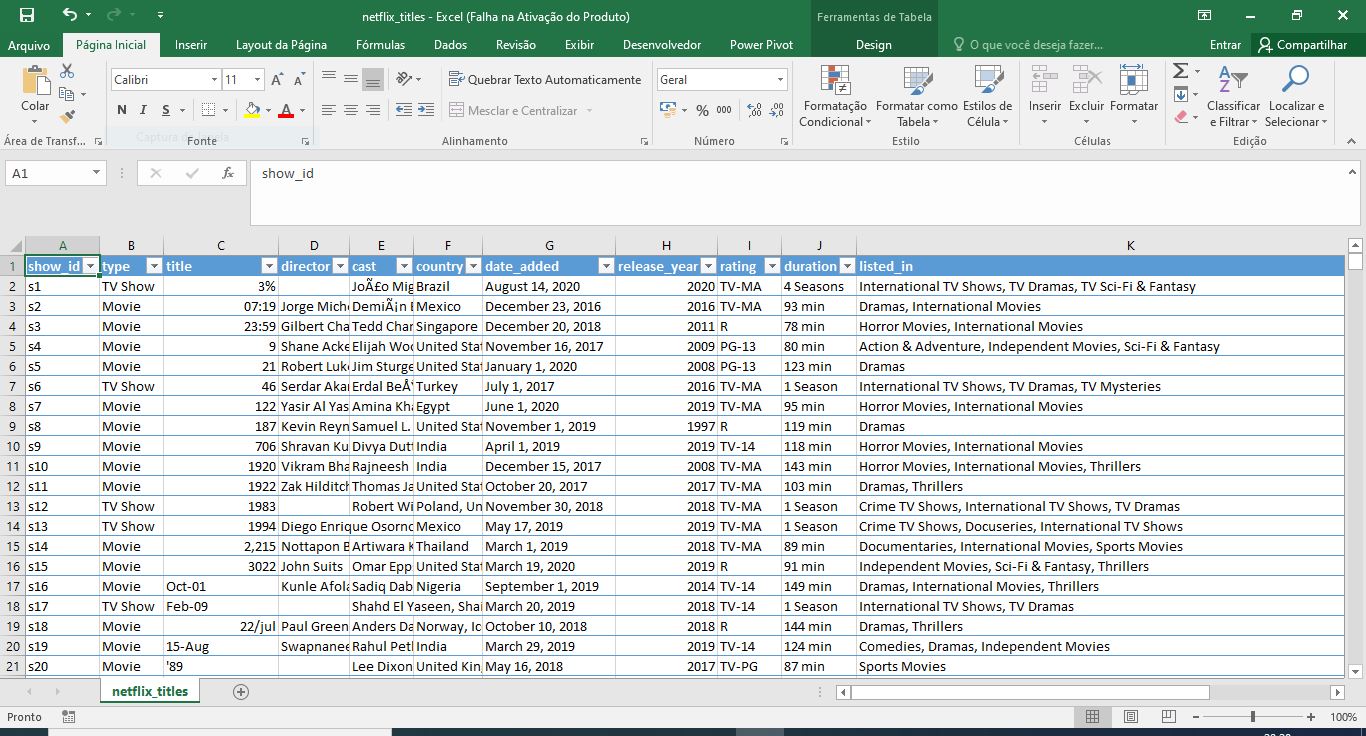 netflix_titles - Excel (Falha na Ativação do Produto) Ferramentas de Tabela
Arquivo Página Inicial Inserir Layout da Página Fórmulas Dados Revisão Exibir Desenvolvedor Power Pivot Design O que você deseja fazer... Entrar Compartilhar
Calibri 11 Quebrar Texto Automaticamente Geral
Colar N I S Mesclar e Centralizar % 000 Formatação Condicional Formatar como Tabela Estilos de Célula Inserir Excluir Formatar Classificar e Filtrar Localizar e Selecionar
Captura de tela
Área de Transf... Fonte Alinhamento Número Estilo Células Edição
A1 fx show_id
A B C D E F G H I J K
1 show_id type title director cast country date_added release_year rating duration listed_in
2 s1 TV Show 3% JoÃ£o Mig Brazil August 14, 2020 2020 TV-MA 4 Seasons International TV Shows, TV Dramas, TV Sci-Fi & Fantasy
3 s2 Movie 07:19 Jorge Mich DemiÃ¡n B Mexico December 23, 2016 2016 TV-MA 93 min Dramas, International Movies
4 s3 Movie 23:59 Gilbert Cha Tedd Chan Singapore December 20, 2018 2011 R 78 min Horror Movies, International Movies
5 s4 Movie 9 Shane Acke Elijah Woo United Stat November 16, 2017 2009 PG-13 80 min Action & Adventure, Independent Movies, Sci-Fi & Fantasy
6 s5 Movie 21 Robert Luke Jim Sturge United Stat January 1, 2020 2008 PG-13 123 min Dramas
7 s6 TV Show 46 Serdar Akar Erdal BeÅŸ Turkey July 1, 2017 2016 TV-MA 1 Season International TV Shows, TV Dramas, TV Mysteries
8 s7 Movie 122 Yasir Al Yas Amina Kha Egypt June 1, 2020 2019 TV-MA 95 min Horror Movies, International Movies
9 s8 Movie 187 Kevin Reyn Samuel L. United Stat November 1, 2019 1997 R 119 min Dramas
10 s9 Movie 706 Shravan Ku Divya Dutt India April 1, 2019 2019 TV-14 118 min Horror Movies, International Movies
11 s10 Movie 1920 Vikram Bha Rajneesh India December 15, 2017 2008 TV-MA 143 min Horror Movies, International Movies, Thrillers
12 s11 Movie 1922 Zak Hilditch Thomas Ja United Stat October 20, 2017 2017 TV-MA 103 min Dramas, Thrillers
13 s12 TV Show 1983 Robert Wi Poland, Un November 30, 2018 2018 TV-MA 1 Season Crime TV Shows, International TV Shows, TV Dramas
14 s13 TV Show 1994 Diego Enrique Osorno Mexico May 17, 2019 2019 TV-MA 1 Season Crime TV Shows, Docuseries, International TV Shows
15 s14 Movie 2,215 Nottapon B Artiwara K Thailand March 1, 2019 2018 TV-MA 89 min Documentaries, International Movies, Sports Movies
16 s15 Movie 3022 John Suits Omar Epp United Stat March 19, 2020 2019 R 91 min Independent Movies, Sci-Fi & Fantasy, Thrillers
17 s16 Movie Oct-01 Kunle Afola Sadiq Dab Nigeria September 1, 2019 2014 TV-14 149 min Dramas, International Movies, Thrillers
18 s17 TV Show Feb-09 Shahd El Yaseen, Shai March 20, 2019 2018 TV-14 1 Season International TV Shows, TV Dramas
19 s18 Movie 22/jul Paul Green Anders Da Norway, Ic October 10, 2018 2018 R 144 min Dramas, Thrillers
20 s19 Movie 15-Aug Swapnanee Rahul Peth India March 29, 2019 2019 TV-14 124 min Comedies, Dramas, Independent Movies
21 s20 Movie '89 Lee Dixon United Kin May 16, 2018 2017 TV-PG 87 min Sports Movies
netflix_titles
Pronto 100%